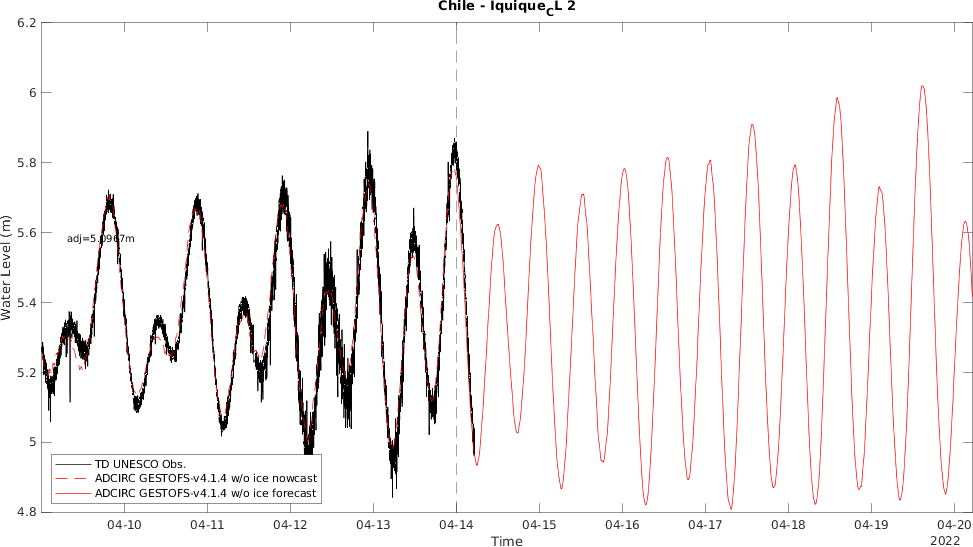 Chile - Iquique_CL 2
6.2
6
5.8
5.6
5.4
5.2
5
4.8
Water Level (m)
adj=5.0967m
TD UNESCO Obs.
ADCIRC GESTOFS-v4.1.4 w/o ice nowcast
ADCIRC GESTOFS-v4.1.4 w/o ice forecast
04-10 04-11 04-12 04-13 04-14 04-15 04-16 04-17 04-18 04-19 04-20
Time
2022